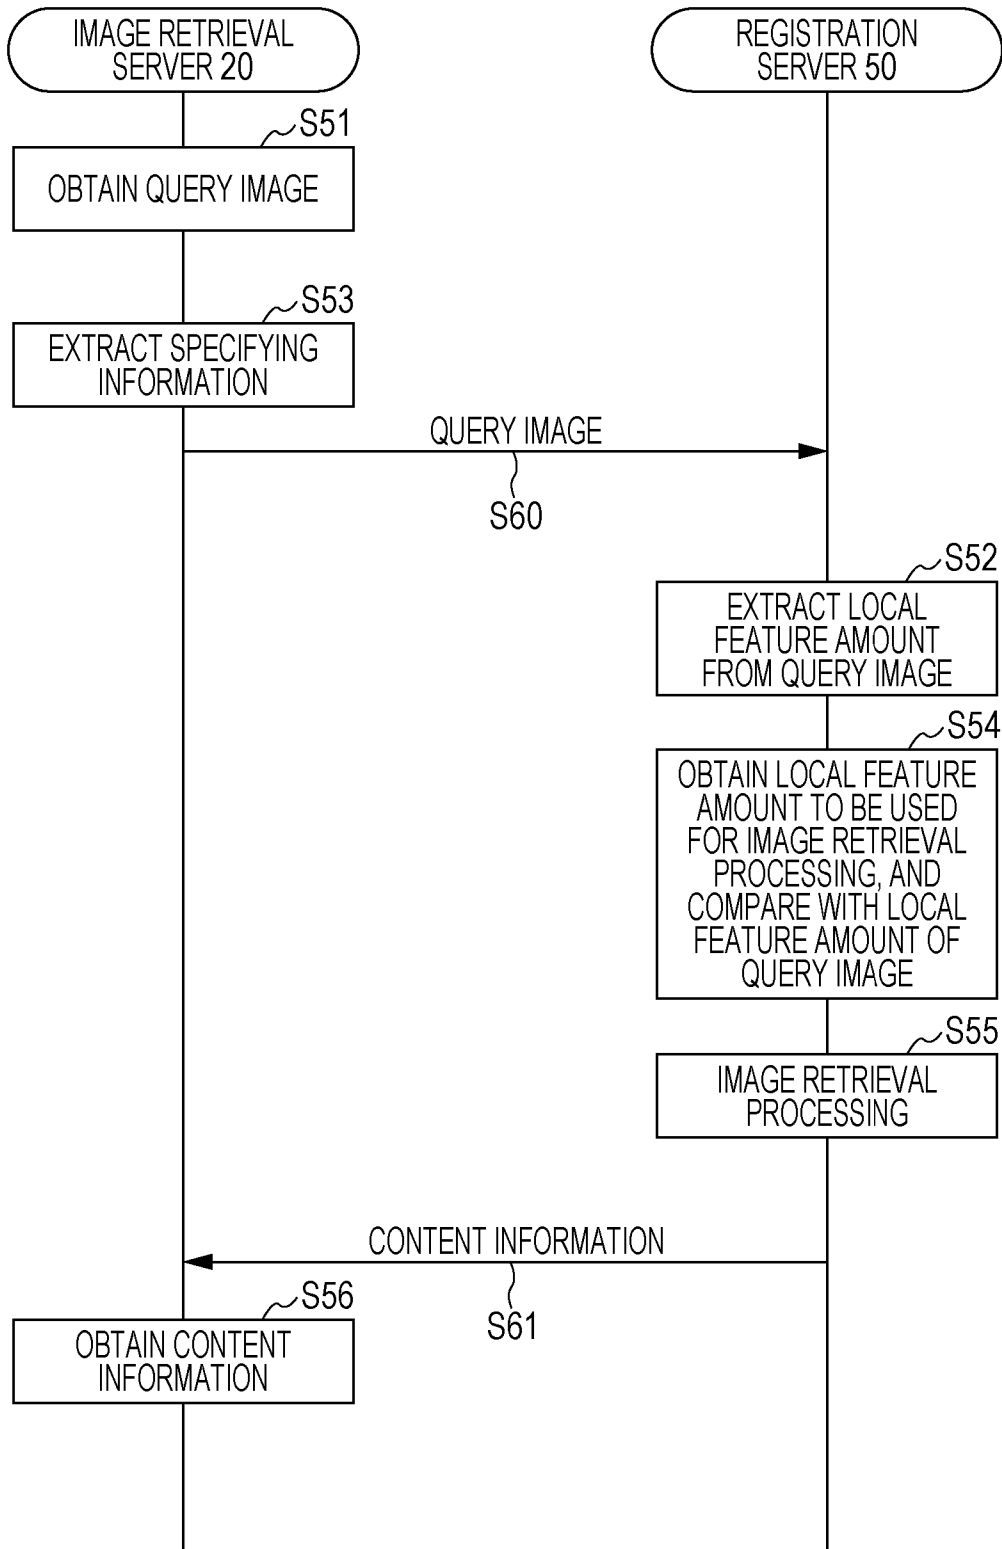 IMAGE RETRIEVAL
SERVER 20
REGISTRATION
SERVER 50
S51
OBTAIN QUERY IMAGE
S53
EXTRACT SPECIFYING
INFORMATION
QUERY IMAGE
S60
S52
EXTRACT LOCAL
FEATURE AMOUNT
FROM QUERY IMAGE
S54
OBTAIN LOCAL FEATURE
AMOUNT TO BE USED
FOR IMAGE RETRIEVAL
PROCESSING, AND
COMPARE WITH LOCAL
FEATURE AMOUNT OF
QUERY IMAGE
S55
IMAGE RETRIEVAL
PROCESSING
CONTENT INFORMATION
S61
S56
OBTAIN CONTENT
INFORMATION